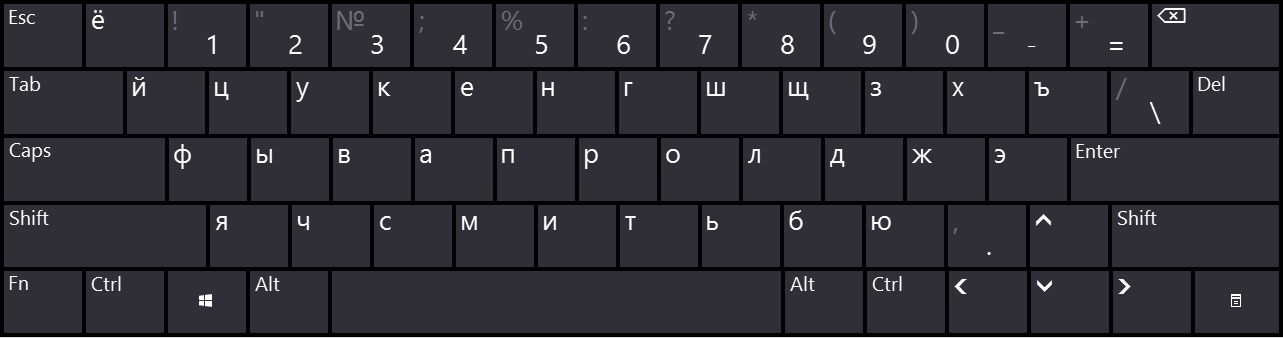 Esc ё ! 1 " 2 № 3 ; 4 % 5 : 6 ? 7 * 8 ( 9 ) 0 _ - + =
Tab й ц у к е н г ш щ з х ъ / \ Del
Caps ф ы в а п р о л д ж э Enter
Shift я ч с м и т ь б ю , . Shift
Fn Ctrl Alt Alt Ctrl